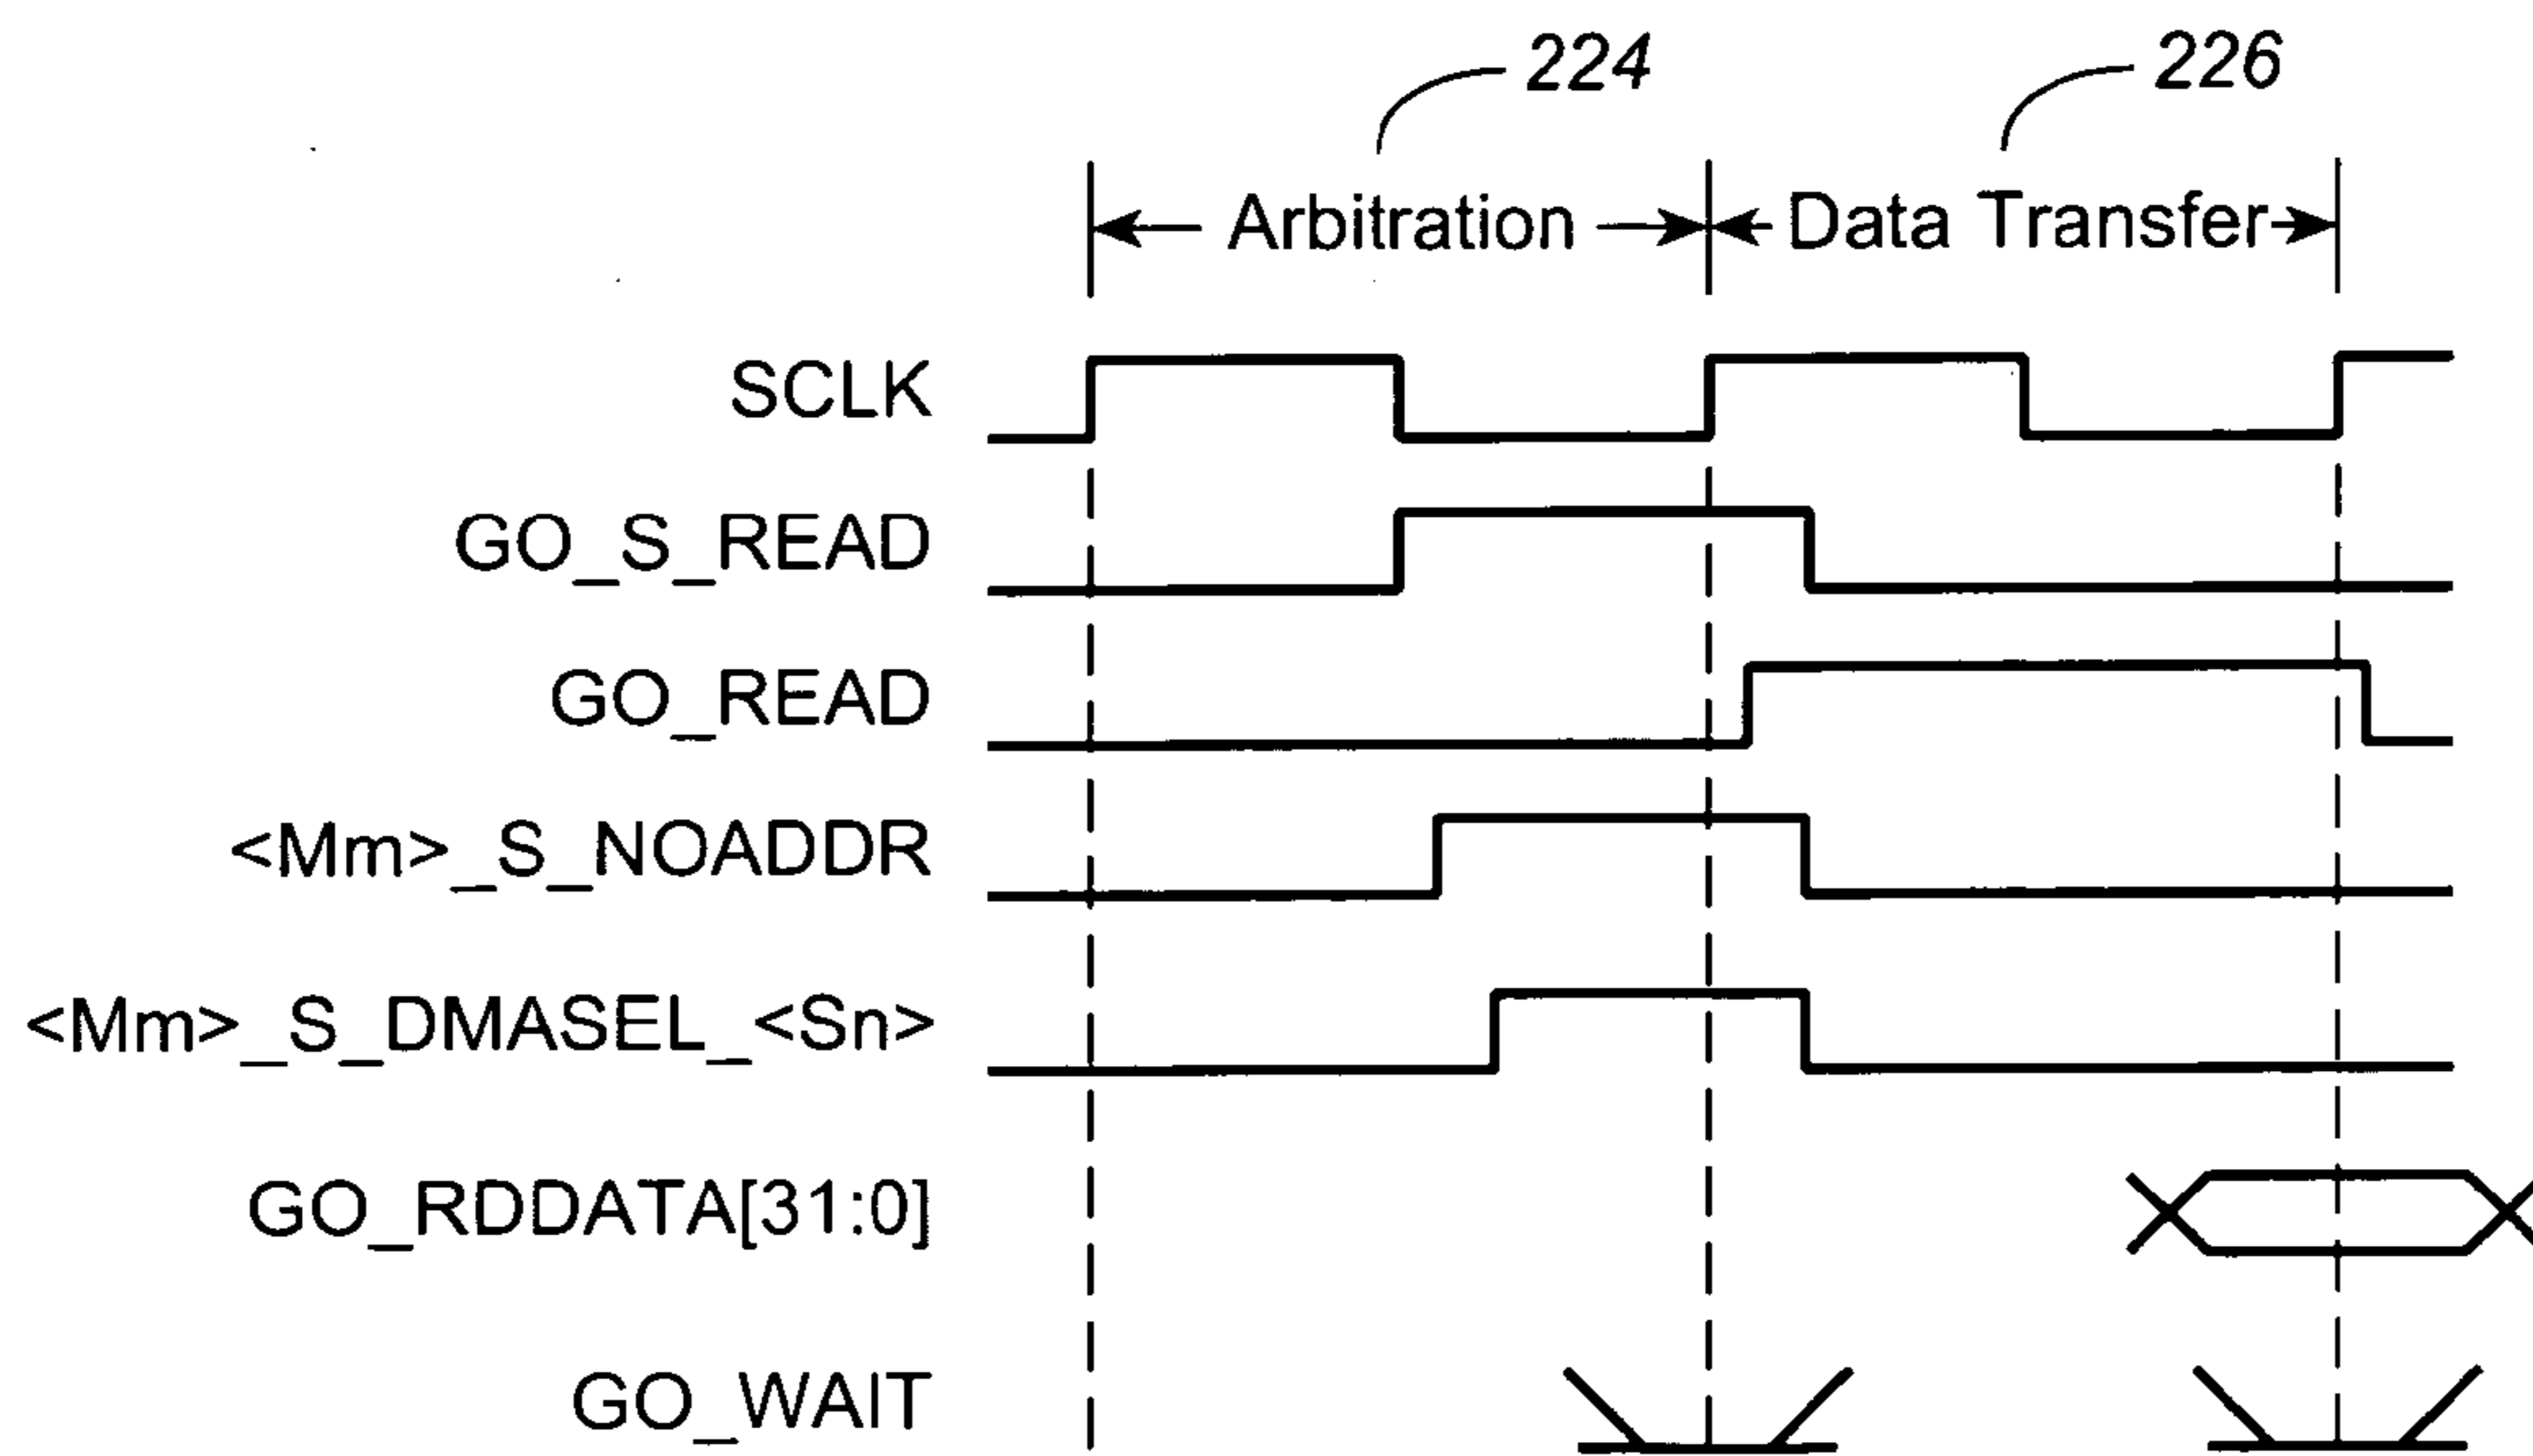 224 226
Arbitration Data Transfer
SCLK
GO_S_READ
GO_READ
<Mm>_S_NOADDR
<Mm>_S_DMASEL_<Sn>
GO_RDDATA[31:0]
GO_WAIT